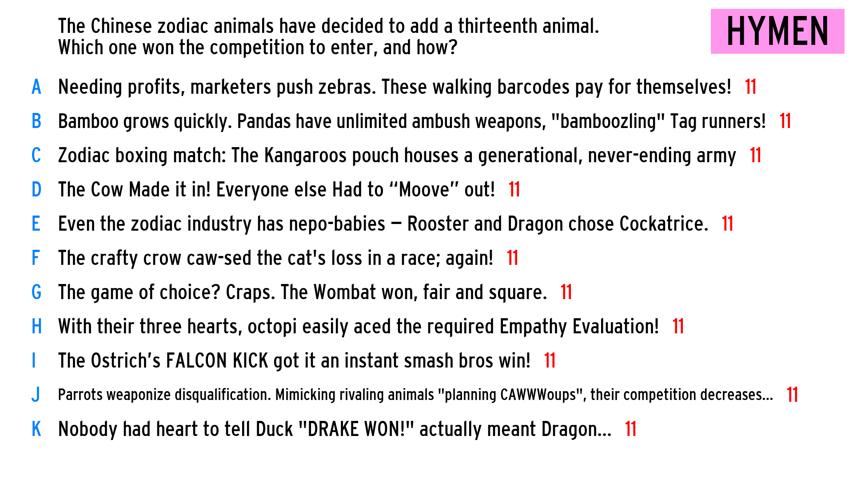 The Chinese zodiac animals have decided to add a thirteenth animal.
Which one won the competition to enter, and how?
HYMEN
A Needing profits, marketers push zebras. These walking barcodes pay for themselves! 11
B Bamboo grows quickly. Pandas have unlimited ambush weapons, "bamboozling" Tag runners! 11
C Zodiac boxing match: The Kangaroos pouch houses a generational, never-ending army 11
D The Cow Made it in! Everyone else Had to “Moove” out! 11
E Even the zodiac industry has nepo-babies – Rooster and Dragon chose Cockatrice. 11
F The crafty crow caw-sed the cat's loss in a race; again! 11
G The game of choice? Craps. The Wombat won, fair and square. 11
H With their three hearts, octopi easily aced the required Empathy Evaluation! 11
I The Ostrich’s FALCON KICK got it an instant smash bros win! 11
J Parrots weaponize disqualification. Mimicking rivaling animals "planning CAWWWoups", their competition decreases... 11
K Nobody had heart to tell Duck "DRAKE WON!" actually meant Dragon... 11